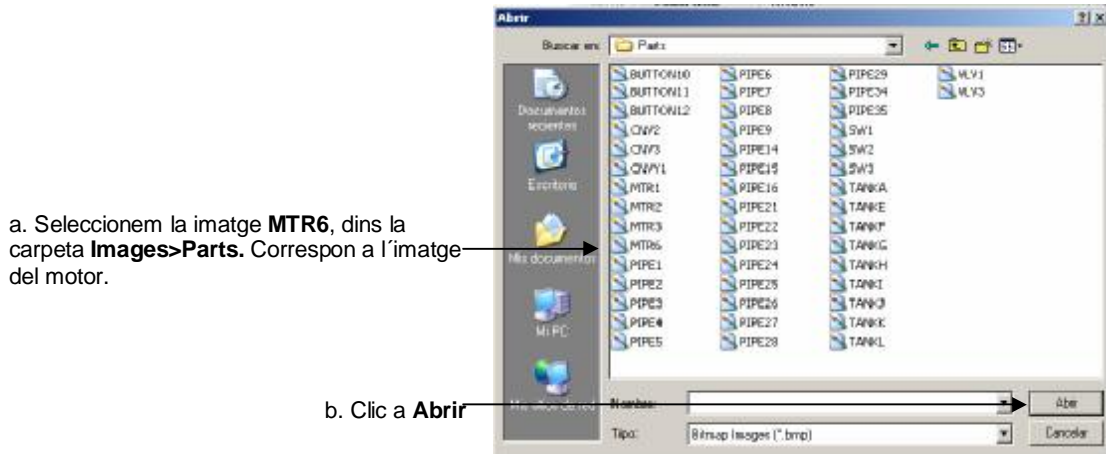 Abrir
Buscar en:
Parts
BUTTON10
BUTTON11
BUTTON12
CNV2
CNV3
CNVY1
MTR1
MTR2
MTR3
MTR6
PIPE1
PIPE2
PIPE3
PIPE4
PIPE5
PIPE6
PIPE7
PIPE8
PIPE9
PIPE14
PIPE15
PIPE16
PIPE21
PIPE22
PIPE23
PIPE24
PIPE25
PIPE26
PIPE27
PIPE28
PIPE29
PIPE34
PIPE35
SW1
SW2
SW3
TANKA
TANKE
TANKF
TANKG
TANKH
TANKI
TANKJ
TANKK
TANKL
VLV1
VLV3
Documentos
recientes
Escritorio
Mis documentos
Mi PC
a. Seleccionem la imatge MTR6, dins la
carpeta Images>Parts. Correspon a l´imatge
del motor.
b. Clic a Abrir
Nombre:
Abrir
Tipo:
Bitmap Images (*.bmp)
Cancelar